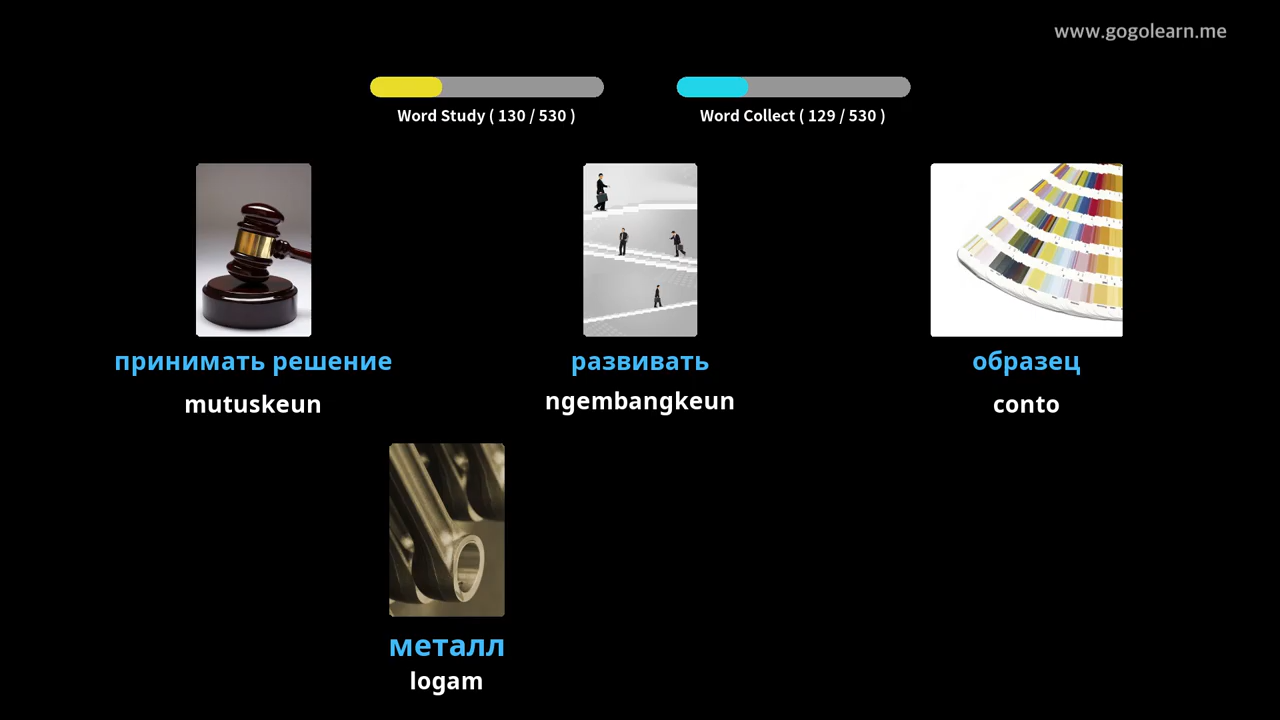 www.gogolearn.me
Word Study ( 130 / 530 )
Word Collect ( 129 / 530 )
принимать решение
mutuskeun
развивать
ngembangkeun
образец
conto
металл
logam